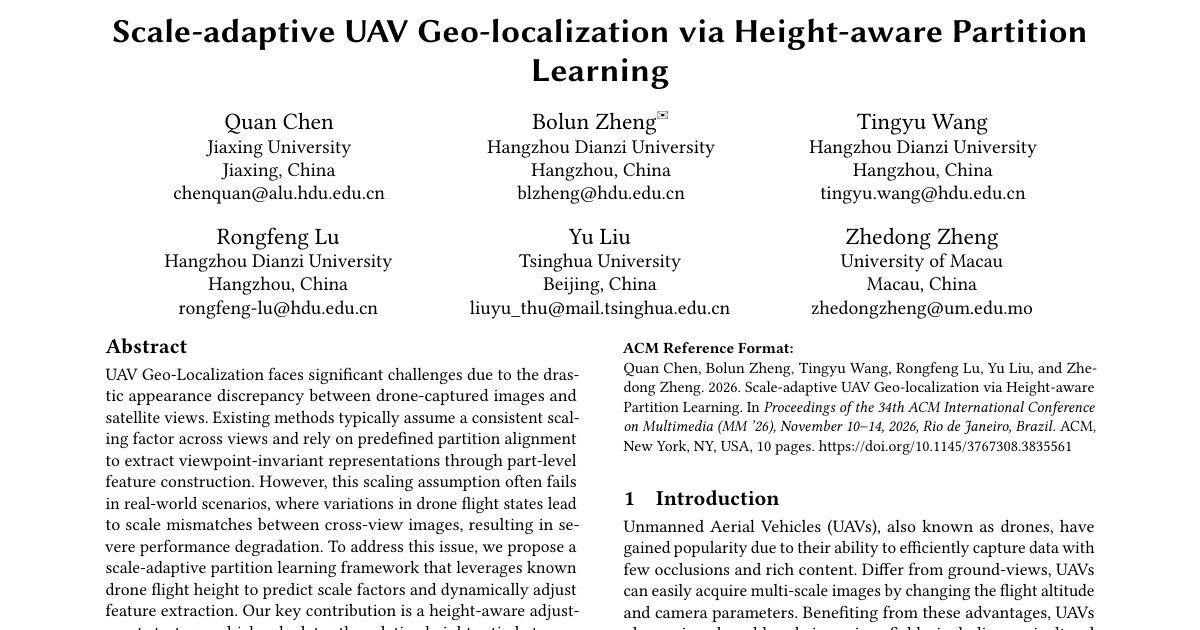 Scale-adaptive UAV Geo-localization via Height-aware Partition
Learning
Quan Chen
Jiaxing University
Jiaxing, China
chenquan@alu.hdu.edu.cn
Bolun Zheng✉
Hangzhou Dianzi University
Hangzhou, China
blzheng@hdu.edu.cn
Tingyu Wang
Hangzhou Dianzi University
Hangzhou, China
tingyu.wang@hdu.edu.cn
Rongfeng Lu
Hangzhou Dianzi University
Hangzhou, China
rongfeng-lu@hdu.edu.cn
Yu Liu
Tsinghua University
Beijing, China
liuyu_thu@mail.tsinghua.edu.cn
Zhedong Zheng
University of Macau
Macau, China
zhedongzheng@um.edu.mo
Abstract
UAV Geo-Localization faces significant challenges due to the dras-
tic appearance discrepancy between drone-captured images and
satellite views. Existing methods typically assume a consistent scal-
ing factor across views and rely on predefined partition alignment
to extract viewpoint-invariant representations through part-level
feature construction. However, this scaling assumption often fails
in real-world scenarios, where variations in drone flight states lead
to scale mismatches between cross-view images, resulting in se-
vere performance degradation. To address this issue, we propose a
scale-adaptive partition learning framework that leverages known
drone flight height to predict scale factors and dynamically adjust
feature extraction. Our key contribution is a height-aware adjust-
ACM Reference Format:
Quan Chen, Bolun Zheng, Tingyu Wang, Rongfeng Lu, Yu Liu, and Zhe-
dong Zheng. 2026. Scale-adaptive UAV Geo-localization via Height-aware
Partition Learning. In Proceedings of the 34th ACM International Conference
on Multimedia (MM '26), November 10–14, 2026, Rio de Janeiro, Brazil. ACM,
New York, NY, USA, 10 pages. https://doi.org/10.1145/3767308.3835561
1 Introduction
Unmanned Aerial Vehicles (UAVs), also known as drones, have
gained popularity due to their ability to efficiently capture data with
few occlusions and rich content. Differ from ground-views, UAVs
can easily acquire multi-scale images by changing the flight altitude
and camera parameters. Benefiting from these advantages, UAVs